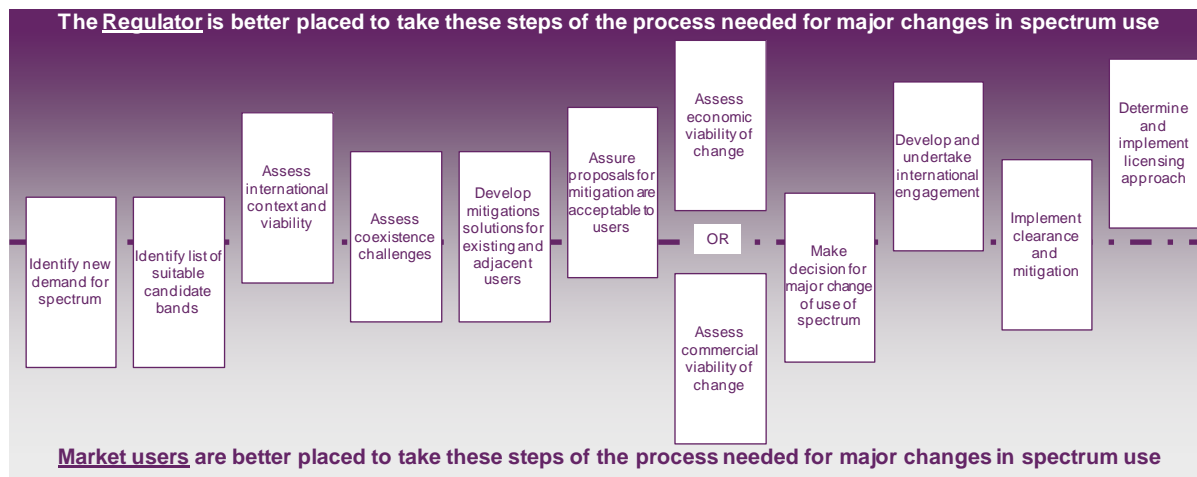 The Regulator is better placed to take these steps of the process needed for major changes in spectrum use
Identify new
demand for
spectrum
Identify list of
suitable
candidate
bands
Assess
international
context and
viability
Assess
coexistence
challenges
Develop
mitigations
solutions for
existing and
adjacent
users
Assure
proposals for
mitigation are
acceptable to
users
Assess
economic
viability of
change
OR
Assess
commercial
viability of
change
Make
decision for
major change
of use of
spectrum
Develop and
undertake
international
engagement
Implement
clearance and
mitigation
Determine
and
implement
licensing
approach
Market users are better placed to take these steps of the process needed for major changes in spectrum use